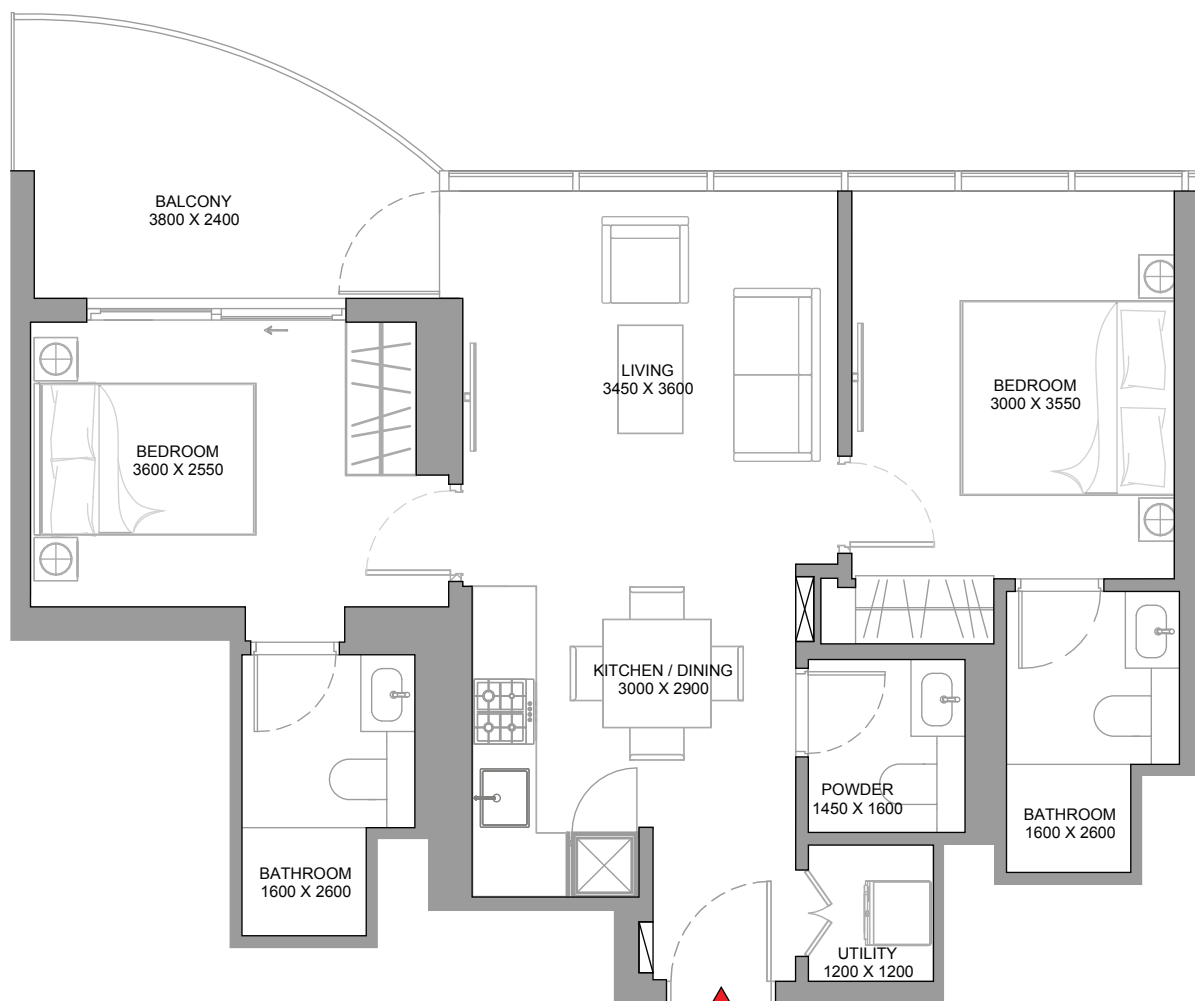 BALCONY
3800 X 2400
LIVING
3450 X 3600
BEDROOM
3000 X 3550
BEDROOM
3600 X 2550
KITCHEN / DINING
3000 X 2900
POWDER
1450 X 1600
BATHROOM
1600 X 2600
BATHROOM
1600 X 2600
UTILITY
1200 X 1200